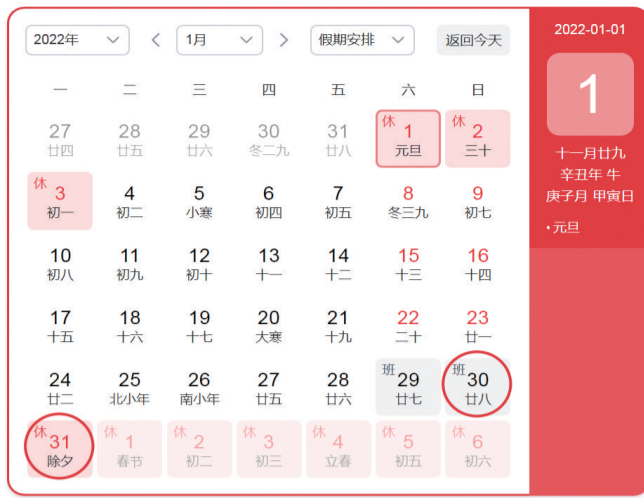 2022年 1月 假期安排 返回今天
一 二 三 四 五 六 日
27 28 29 30 31 休 1 休 2
廿四 廿五 廿六 冬二九 廿八 元旦 三十
休 3 4 5 6 7 8 9
初一 初二 小寒 初四 初五 冬三九 初七
10 11 12 13 14 15 16
初八 初九 初十 十一 十二 十三 十四
17 18 19 20 21 22 23
十五 十六 十七 大寒 十九 二十 廿一
24 25 26 27 28 班 29 班 30
廿二 北小年 南小年 廿五 廿六 廿七 廿八
休 31 休 1 休 2 休 3 休 4 休 5 休 6
除夕 春节 初二 初三 立春 初五 初六
2022-01-01
1
十一月廿九
辛丑年 牛
庚子月 甲寅日
•元旦